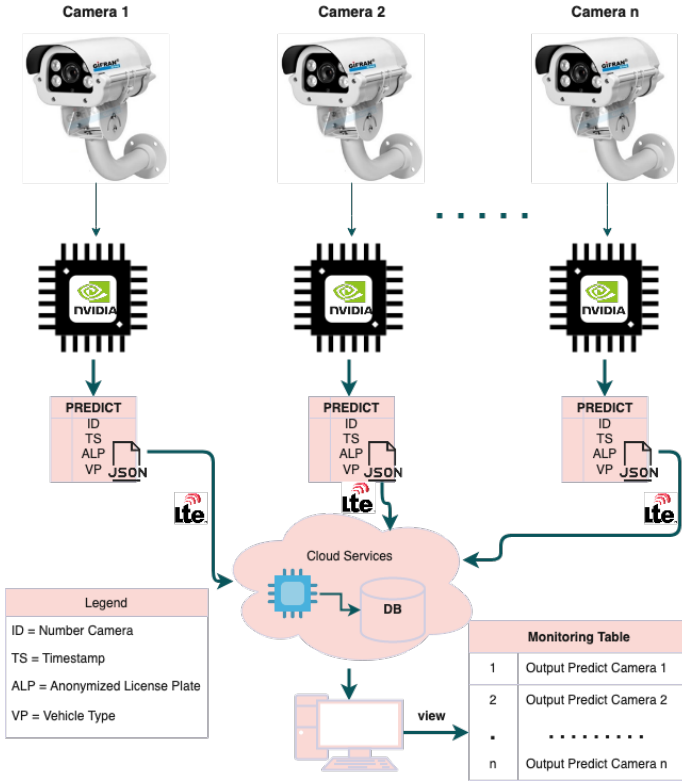 Camera 1
Camera 2
Camera n
GiFRAN
GiFRAN
GiFRAN
NVIDIA
NVIDIA
NVIDIA
PREDICT
ID
TS
ALP
VP
JSON
PREDICT
ID
TS
ALP
VP
JSON
PREDICT
ID
TS
ALP
VP
JSON
Lte
Lte
Lte
Cloud Services
DB
Legend
ID = Number Camera
TS = Timestamp
ALP = Anonymized License Plate
VP = Vehicle Type
view
Monitoring Table
1 Output Predict Camera 1
2 Output Predict Camera 2
. .........
n Output Predict Camera n